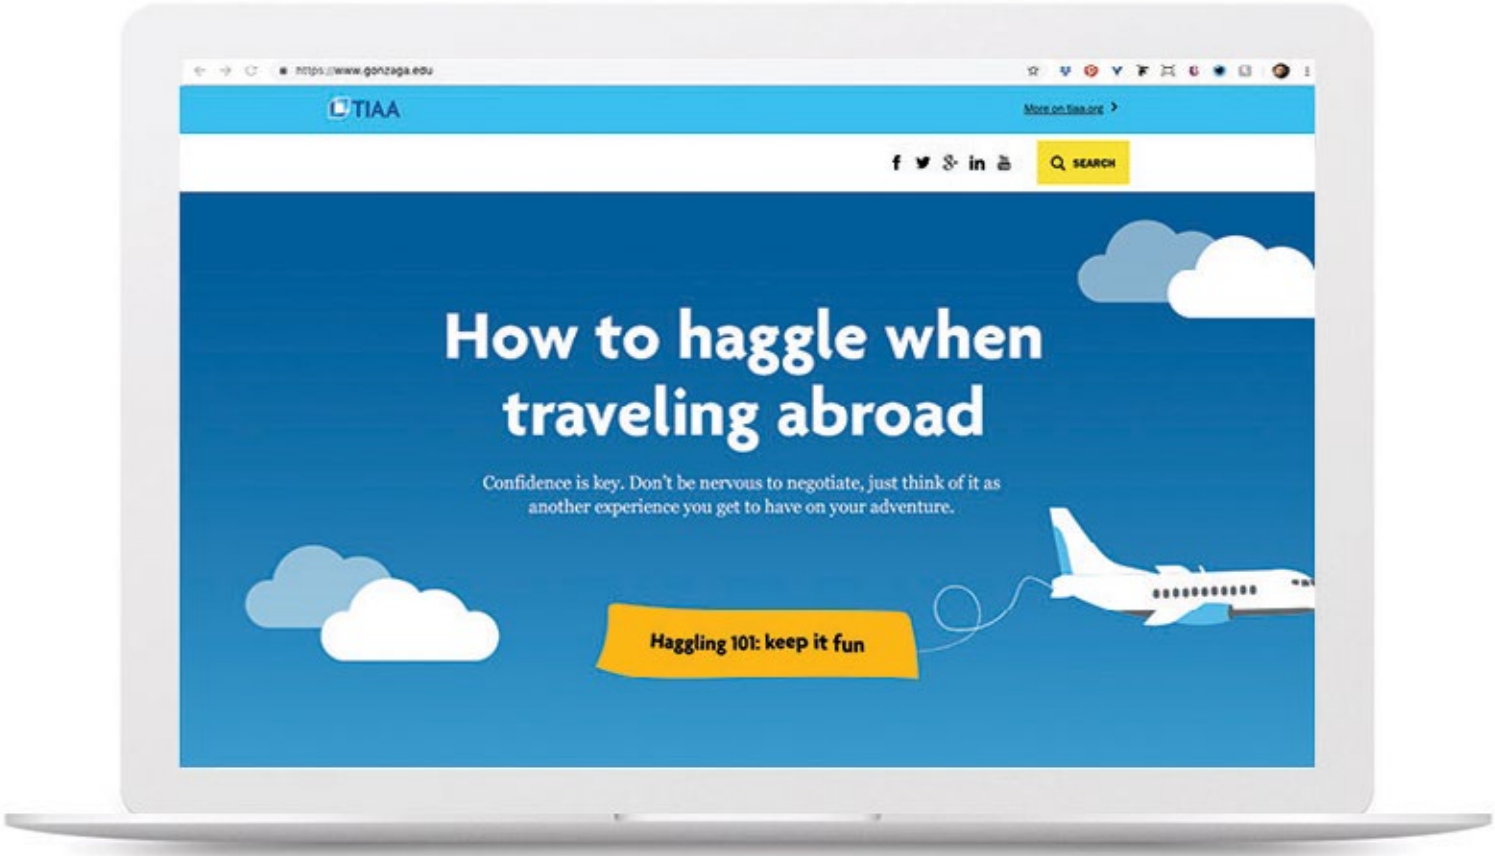 https://www.gonzaga.edu
TIAA
More on tiaa.org
SEARCH
How to haggle when
traveling abroad
Confidence is key. Don't be nervous to negotiate, just think of it as
another experience you get to have on your adventure.
Haggling 101: keep it fun